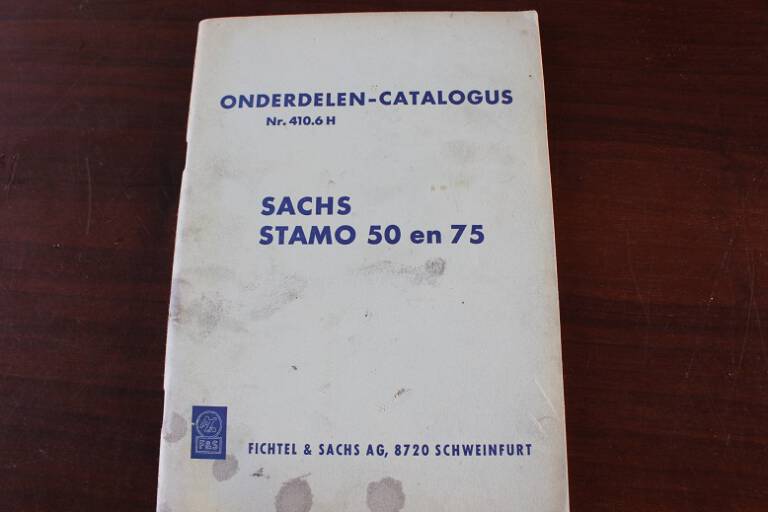 ONDERDELEN-CATALOGUS
Nr. 410.6 H
SACHS
STAMO 50 en 75
F&S
FICHTEL & SACHS AG, 8720 SCHWEINFURT